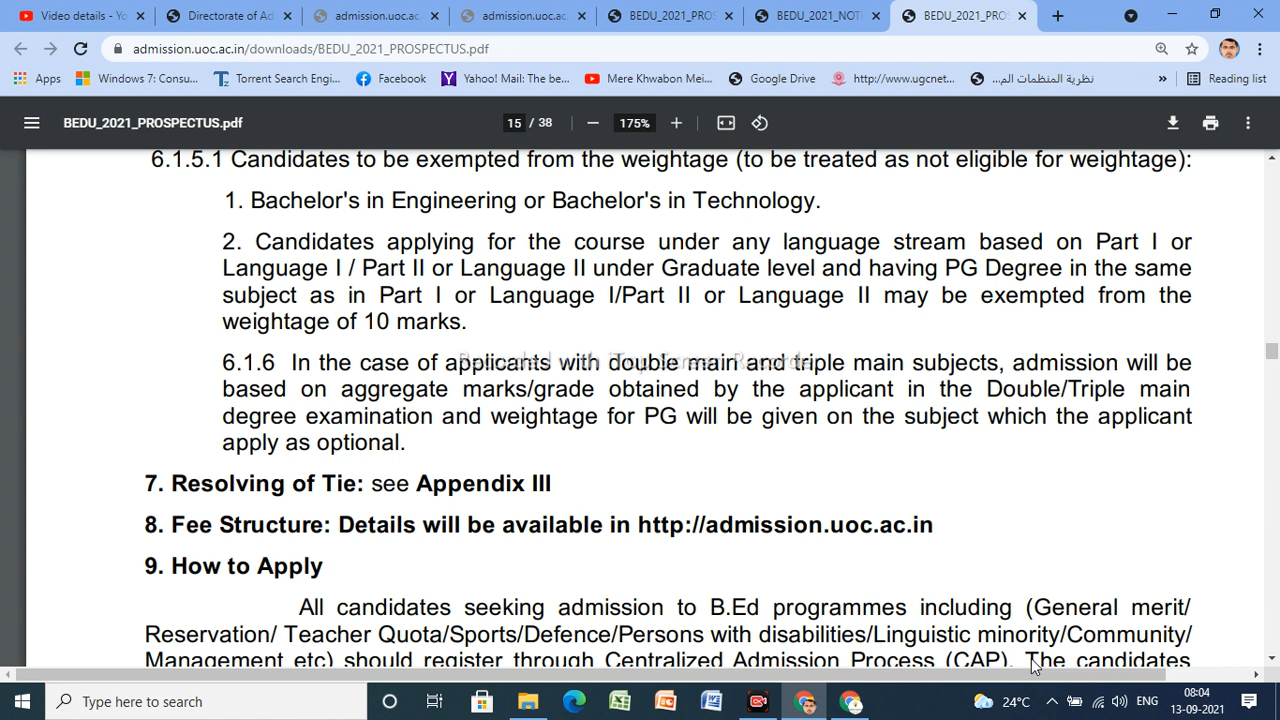 Video details - Yo
Directorate of Ad
admission.uoc.ac
admission.uoc.ac
BEDU_2021_PROS
BEDU_2021_NOTI
BEDU_2021_PROS
admission.uoc.ac.in/downloads/BEDU_2021_PROSPECTUS.pdf
Apps
Windows 7: Consu...
Torrent Search Engi...
Facebook
Yahoo! Mail: The be...
Mere Khwabon Mei...
Google Drive
http://www.ugcnet...
نظرية المنظمات الم...
»
Reading list
BEDU_2021_PROSPECTUS.pdf
15 / 38
175%
6.1.5.1 Candidates to be exempted from the weightage (to be treated as not eligible for weightage):
1. Bachelor's in Engineering or Bachelor's in Technology.
2. Candidates applying for the course under any language stream based on Part I or
Language I / Part II or Language II under Graduate level and having PG Degree in the same
subject as in Part I or Language I/Part II or Language II may be exempted from the
weightage of 10 marks.
6.1.6 In the case of applicants with double main and triple main subjects, admission will be
based on aggregate marks/grade obtained by the applicant in the Double/Triple main
degree examination and weightage for PG will be given on the subject which the applicant
apply as optional.
7. Resolving of Tie: see Appendix III
8. Fee Structure: Details will be available in http://admission.uoc.ac.in
9. How to Apply
All candidates seeking admission to B.Ed programmes including (General merit/
Reservation/ Teacher Quota/Sports/Defence/Persons with disabilities/Linguistic minority/Community/
Management etc) should register through Centralized Admission Process (CAP). The candidates
Type here to search
24°C
ENG
08:04
13-09-2021